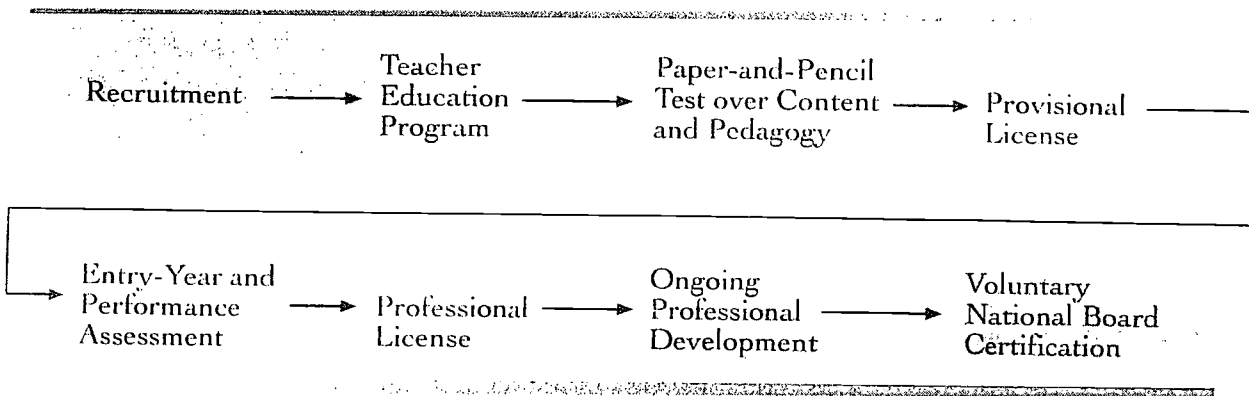 Recruitment
Teacher
Education
Program
Paper-and-Pencil
Test over Content
and Pedagogy
Provisional
License
Entry-Year and
Performance
Assessment
Professional
License
Ongoing
Professional
Development
Voluntary
National Board
Certification